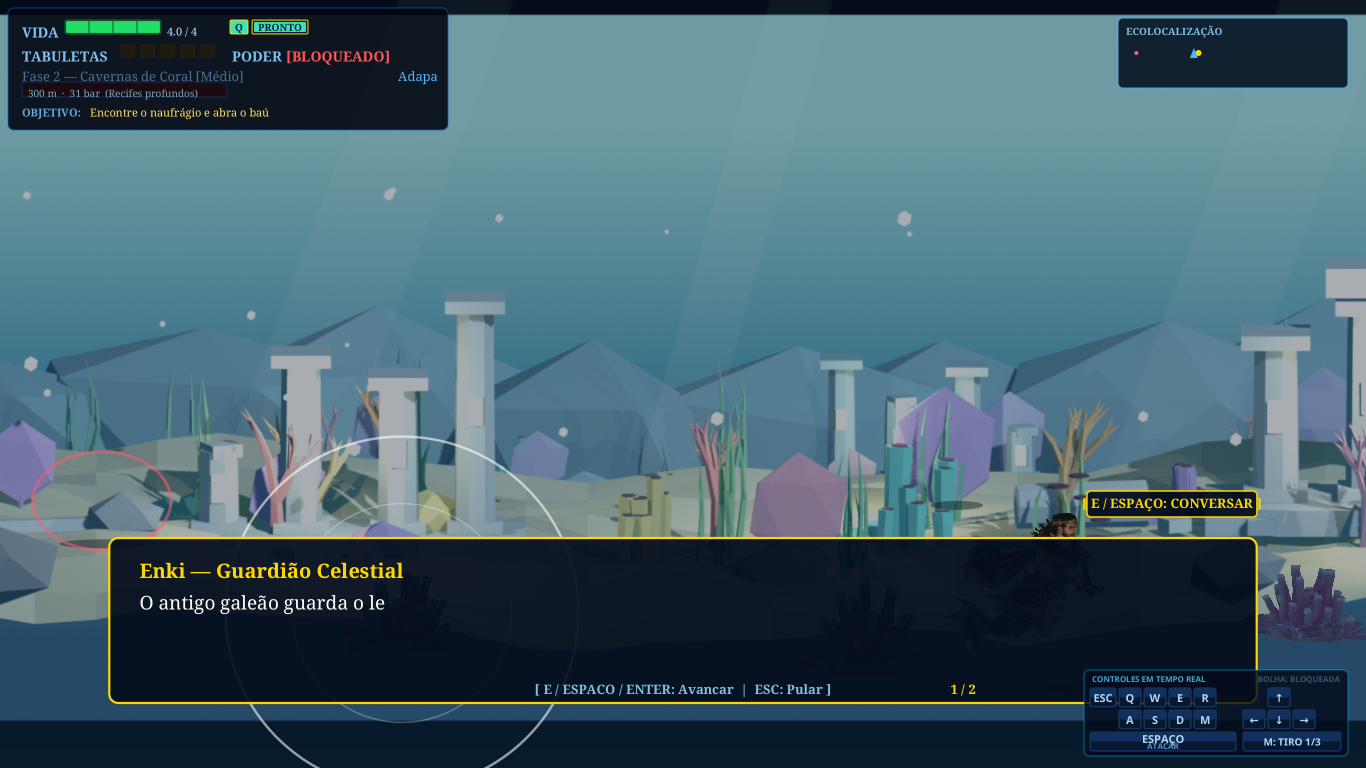 VIDA 4.0 / 4 Q PRONTO
TABULETAS PODER [BLOQUEADO]
Fase 2 — Cavernas de Coral [Médio] Adapa
300 m · 31 bar (Recifes profundos)
OBJETIVO: Encontre o naufrágio e abra o baú
ECOLOCALIZAÇÃO
E / ESPAÇO: CONVERSAR
Enki — Guardião Celestial
O antigo galeão guarda o le
[ E / ESPACO / ENTER: Avancar | ESC: Pular ] 1 / 2
CONTROLES EM TEMPO REAL BOLHA: BLOQUEADA
ESC Q W E R ↑
A S D M ← ↓ →
ESPAÇO M: TIRO 1/3
ATACAR